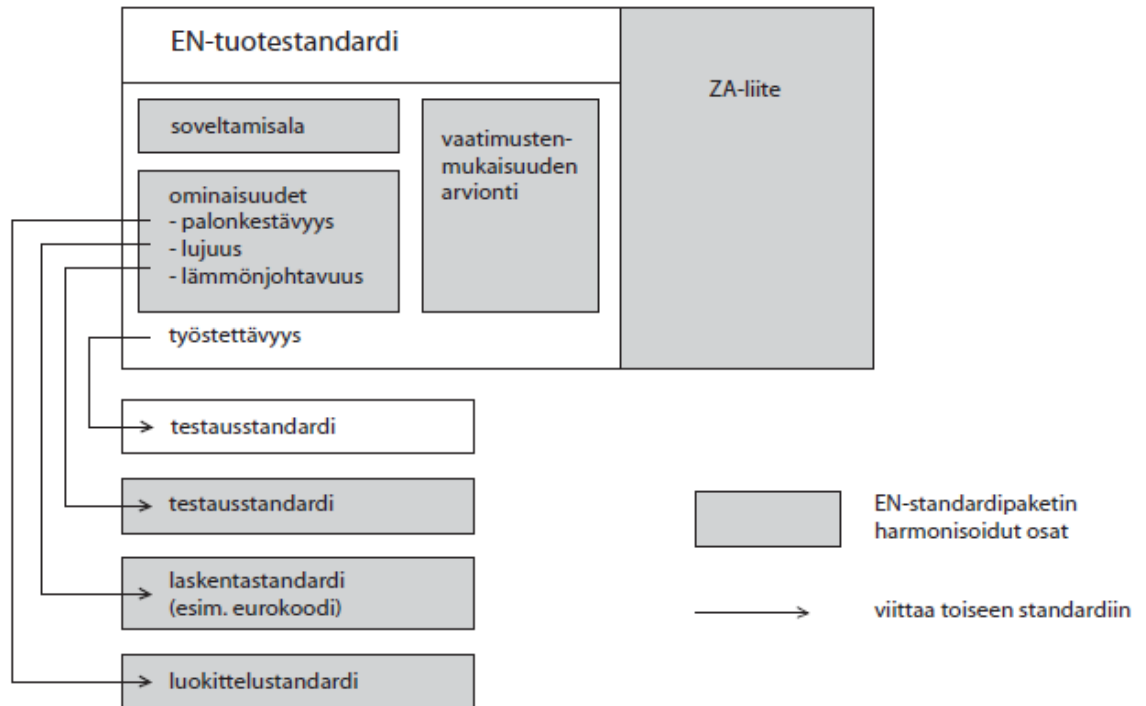 EN-tuotestandardi
ZA-liite
soveltamisala
vaatimusten-
mukaisuuden
arvionti
ominaisuudet
- palonkestävyys
- lujuus
- lämmönjohtavuus
työstettävyys
testausstandardi
testausstandardi
laskentastandardi
(esim. eurokoodi)
luokittelustandardi
EN-standardipaketin
harmonisoidut osat
viittaa toiseen standardiin